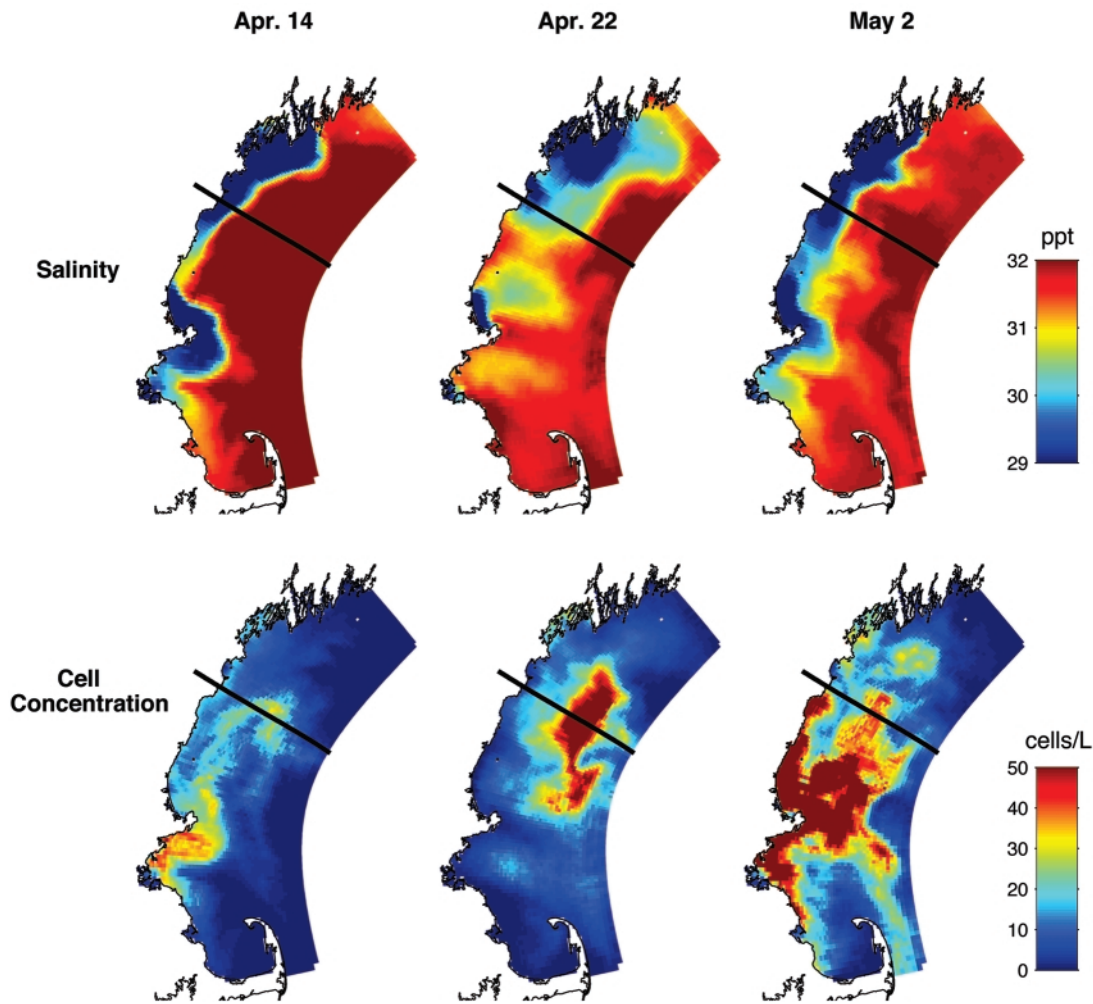 Apr. 14
Apr. 22
May 2
Salinity
ppt
32
31
30
29
Cell
Concentration
cells/L
50
40
30
20
10
0